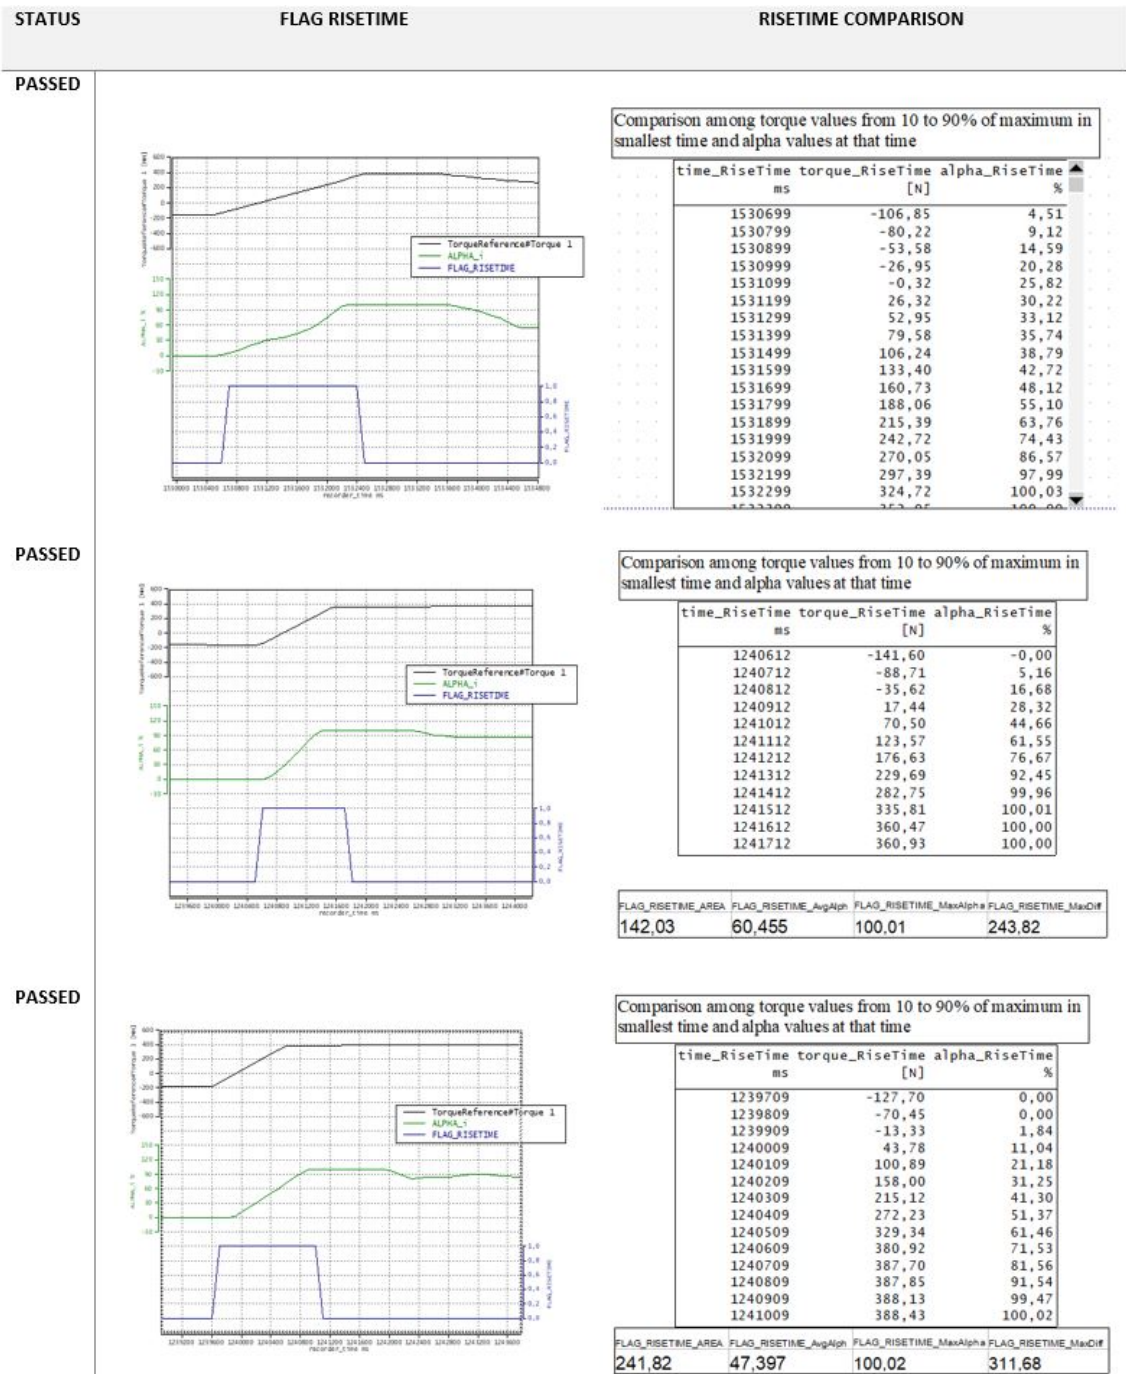 STATUS FLAG RISETIME RISETIME COMPARISON
PASSED
Comparison among torque values from 10 to 90% of maximum in
smallest time and alpha values at that time
time_RiseTime torque_RiseTime alpha_RiseTime
ms [N] %
1530699 -106,85 4,51
1530799 -80,22 9,12
1530899 -53,58 14,59
1530999 -26,95 20,28
1531099 -0,32 25,82
1531199 26,32 30,22
1531299 52,95 33,12
1531399 79,58 35,74
1531499 106,24 38,79
1531599 133,40 42,72
1531699 160,73 48,12
1531799 188,06 55,10
1531899 215,39 63,76
1531999 242,72 74,43
1532099 270,05 86,57
1532199 297,39 97,99
1532299 324,72 100,03
TorqueReference#Torque 1
ALPHA_i
FLAG_RISETIME
recorder_time ms
PASSED
Comparison among torque values from 10 to 90% of maximum in
smallest time and alpha values at that time
time_RiseTime torque_RiseTime alpha_RiseTime
ms [N] %
1240612 -141,60 -0,00
1240712 -88,71 5,16
1240812 -35,62 16,68
1240912 17,44 28,32
1241012 70,50 44,66
1241112 123,57 61,55
1241212 176,63 76,67
1241312 229,69 92,45
1241412 282,75 99,96
1241512 335,81 100,01
1241612 360,47 100,00
1241712 360,93 100,00
TorqueReference#Torque 1
ALPHA_i
FLAG_RISETIME
recorder_time ms
FLAG_RISETIME_AREA FLAG_RISETIME_AvgAlph FLAG_RISETIME_MaxAlpha FLAG_RISETIME_MaxDiff
142,03 60,455 100,01 243,82
PASSED
Comparison among torque values from 10 to 90% of maximum in
smallest time and alpha values at that time
time_RiseTime torque_RiseTime alpha_RiseTime
ms [N] %
1239709 -127,70 0,00
1239809 -70,45 0,00
1239909 -13,33 1,84
1240009 43,78 11,04
1240109 100,89 21,18
1240209 158,00 31,25
1240309 215,12 41,30
1240409 272,23 51,37
1240509 329,34 61,46
1240609 380,92 71,53
1240709 387,70 81,56
1240809 387,85 91,54
1240909 388,13 99,47
1241009 388,43 100,02
TorqueReference#Torque 1
ALPHA_i
FLAG_RISETIME
recorder_time ms
FLAG_RISETIME_AREA FLAG_RISETIME_AvgAlph FLAG_RISETIME_MaxAlpha FLAG_RISETIME_MaxDiff
241,82 47,397 100,02 311,68